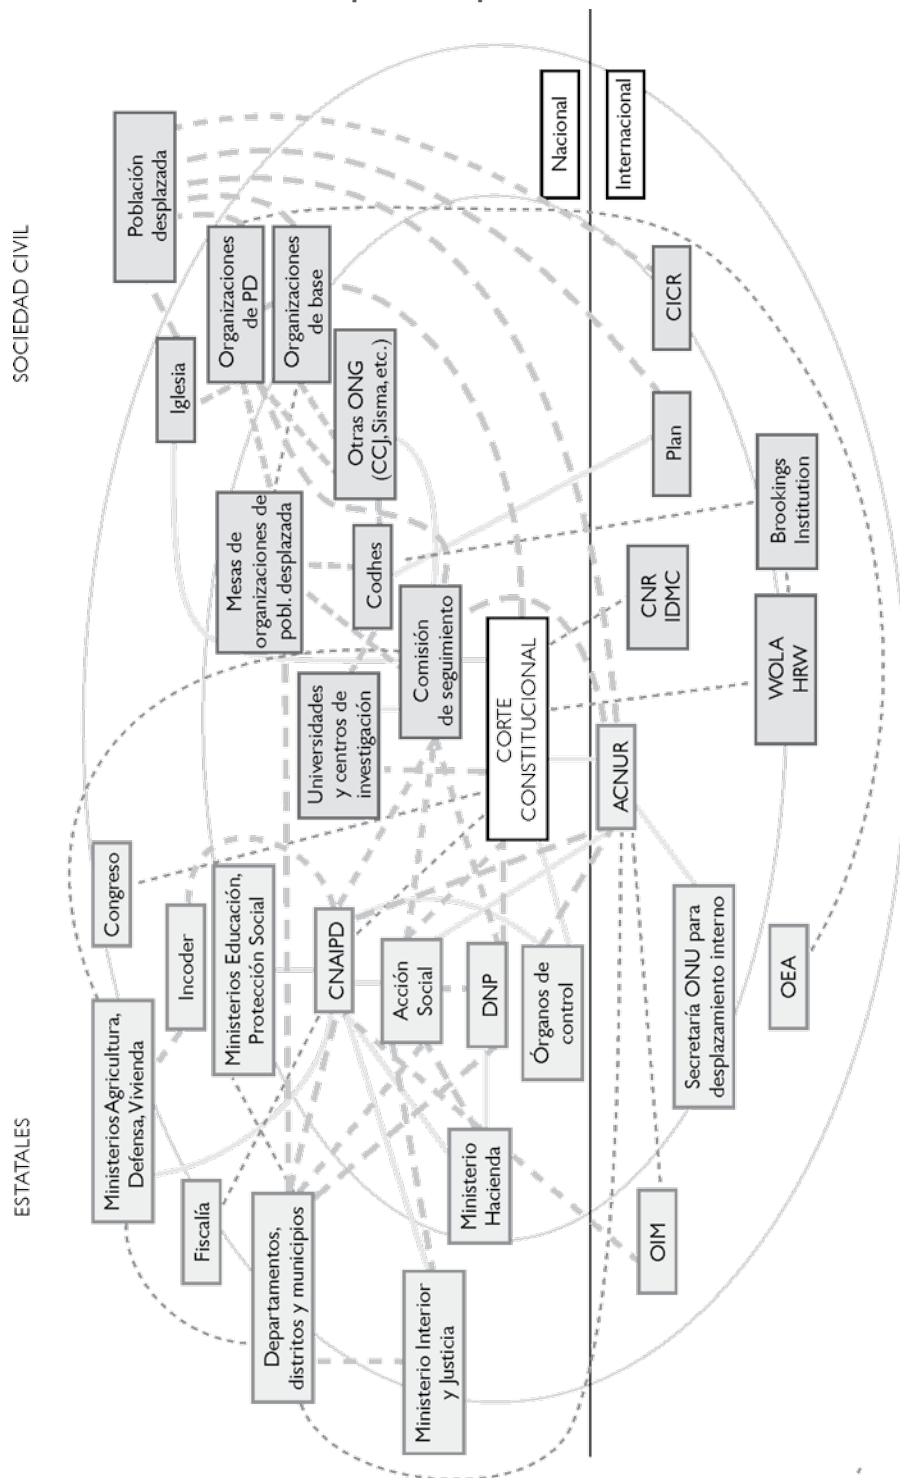 ESTATALES
SOCIEDAD CIVIL
Ministerios Agricultura,
Defensa, Vivienda
Congreso
Iglesia
Población
desplazada
Fiscalía
Incoder
Ministerios Educación,
Protección Social
Mesas de
organizaciones de
pobl. desplazada
Organizaciones
de PD
Organizaciones
de base
Departamentos,
distritos y municipios
CNAIPD
Universidades
y centros de
investigación
Codhes
Otras ONG
(CCJ, Sisma, etc.)
Acción
Social
Comisión
de seguimiento
Ministerio Interior
y Justicia
Ministerio
Hacienda
DNP
CORTE
CONSTITUCIONAL
Órganos de
control
Nacional
Internacional
ACNUR
CNR
IDMC
Plan
CICR
OIM
Secretaría ONU para
desplazamiento interno
OEA
WOLA
HRW
Brookings
Institution